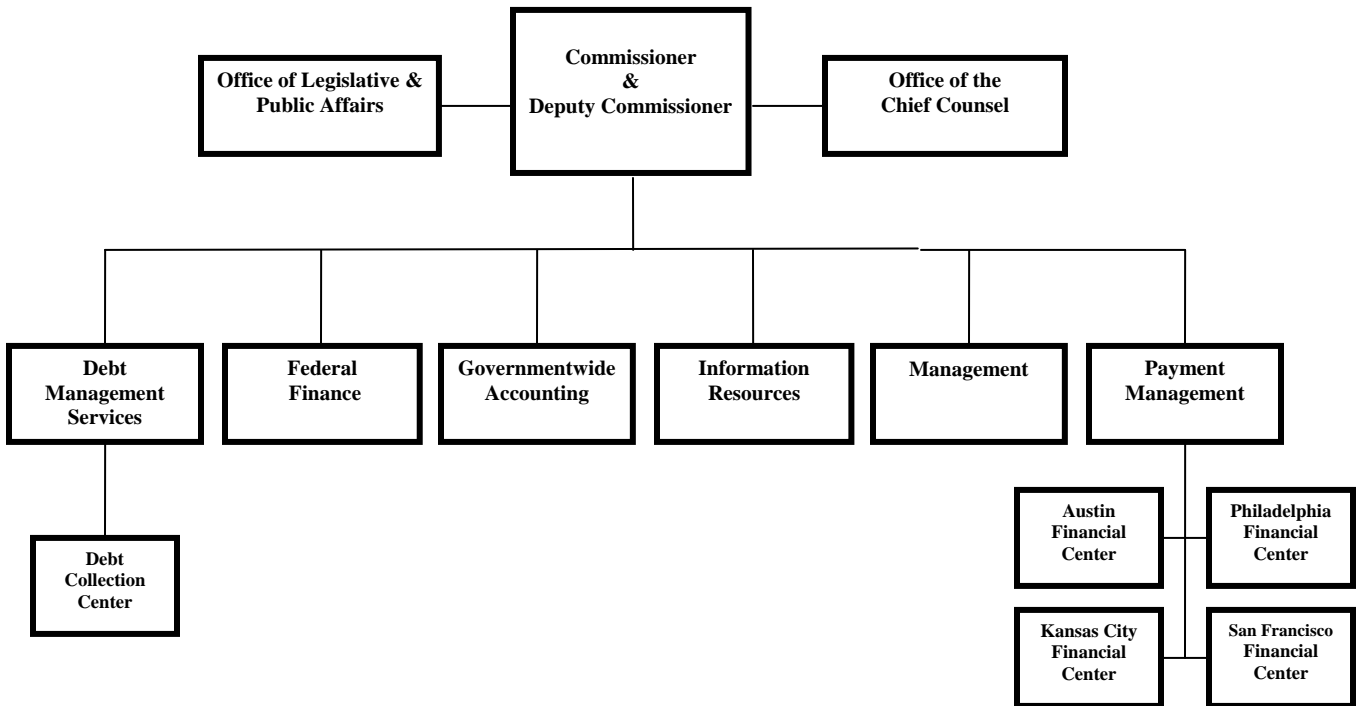 Commissioner
&
Deputy Commissioner
Office of Legislative &
Public Affairs
Office of the
Chief Counsel
Debt
Management
Services
Federal
Finance
Governmentwide
Accounting
Information
Resources
Management
Payment
Management
Debt
Collection
Center
Austin
Financial
Center
Philadelphia
Financial
Center
Kansas City
Financial
Center
San Francisco
Financial
Center